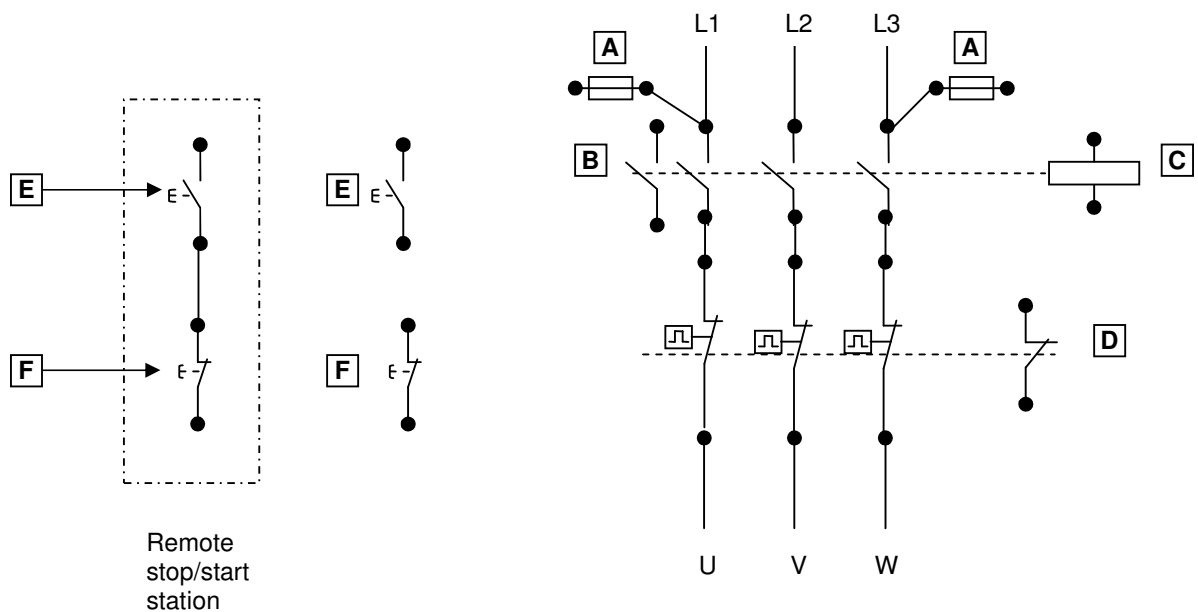 L1 L2 L3
A A
B C
E E
D
F F
Remote
stop/start
station
U V W